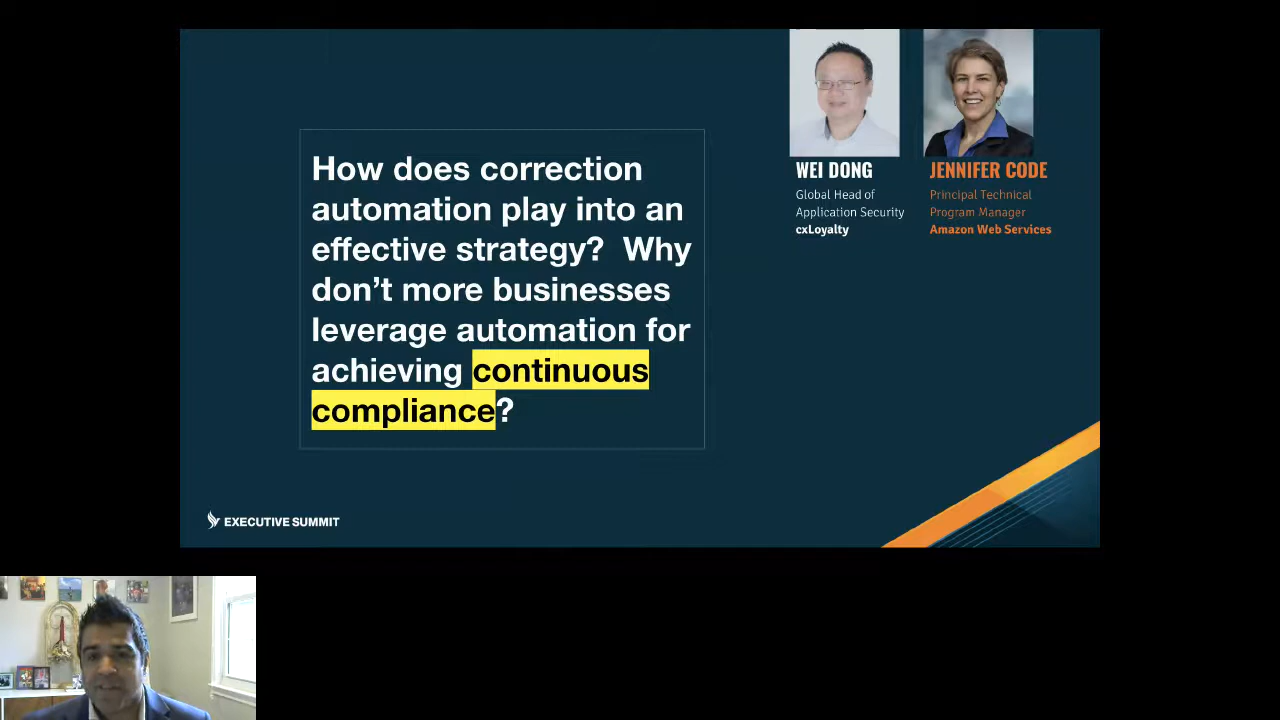 How does correction
automation play into an
effective strategy?  Why
don’t more businesses
leverage automation for
achieving continuous
compliance?
WEI DONG
Global Head of
Application Security
cxLoyalty
JENNIFER CODE
Principal Technical
Program Manager
Amazon Web Services
EXECUTIVE SUMMIT